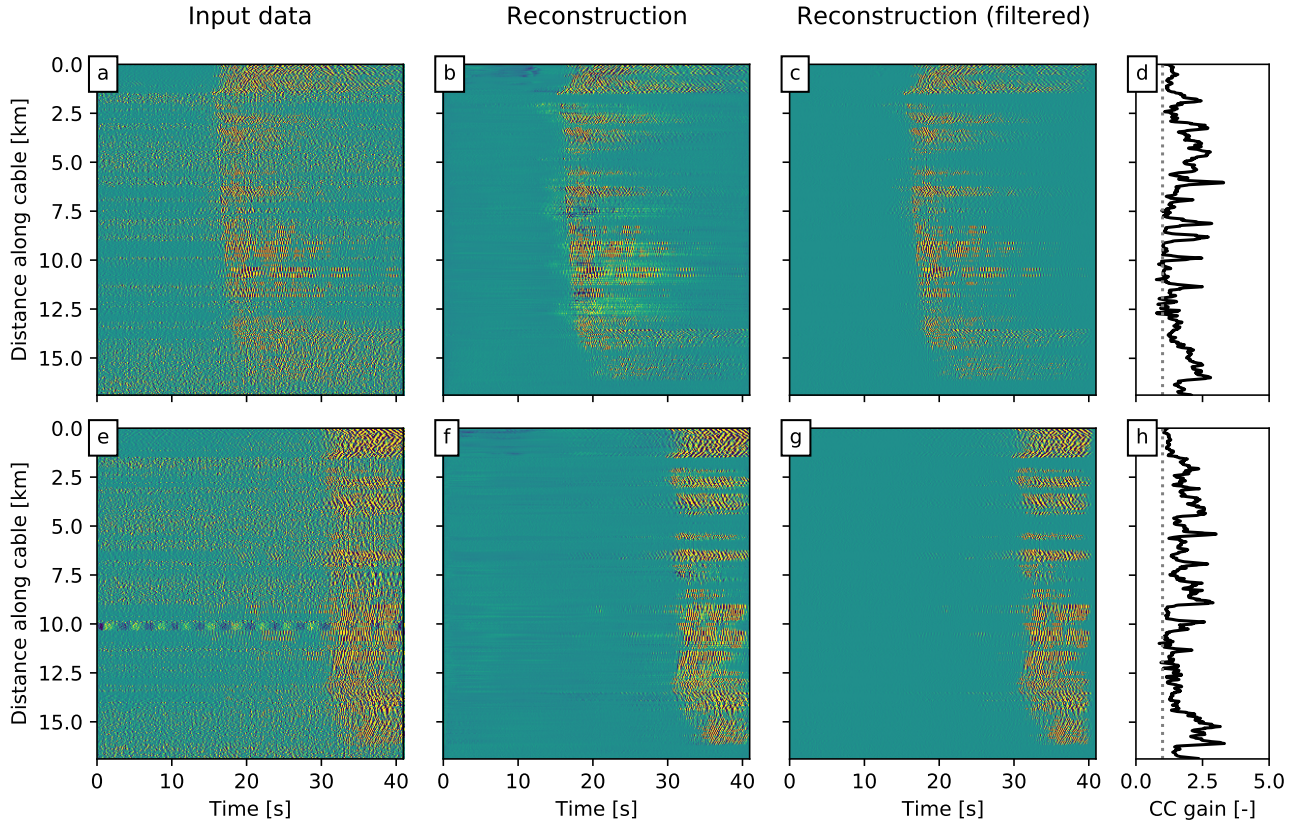 Input data
Reconstruction
Reconstruction (filtered)
a
b
c
d
0.0
2.5
5.0
7.5
10.0
12.5
15.0
Distance along cable [km]
e
f
g
h
0.0
2.5
5.0
7.5
10.0
12.5
15.0
Distance along cable [km]
0 10 20 30 40
0 10 20 30 40
0 10 20 30 40
0.0 2.5 5.0
Time [s]
Time [s]
Time [s]
CC gain [-]